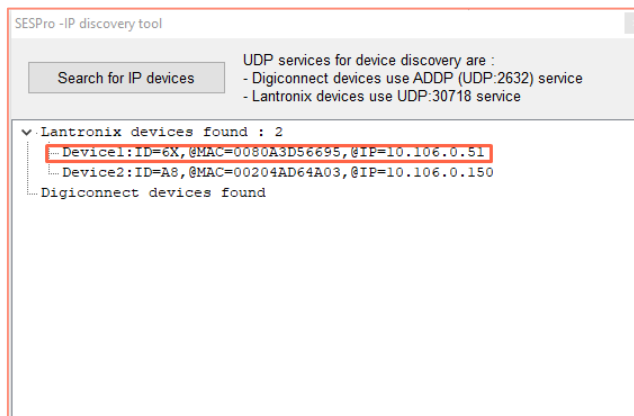 SESPro -IP discovery tool
Search for IP devices
UDP services for device discovery are :
- Digiconnect devices use ADDP (UDP:2632) service
- Lantronix devices use UDP:30718 service
Lantronix devices found : 2
Device1:ID=6X,@MAC=0080A3D56695,@IP=10.106.0.51
Device2:ID=A8,@MAC=00204AD64A03,@IP=10.106.0.150
Digiconnect devices found